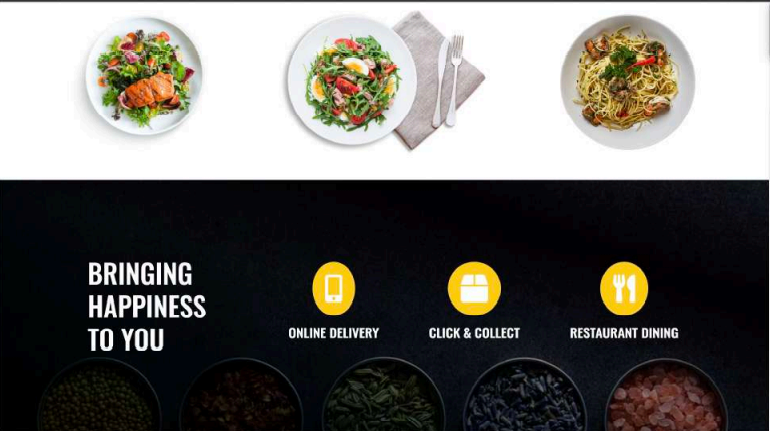 BRINGING
HAPPINESS
TO YOU
ONLINE DELIVERY
CLICK & COLLECT
RESTAURANT DINING